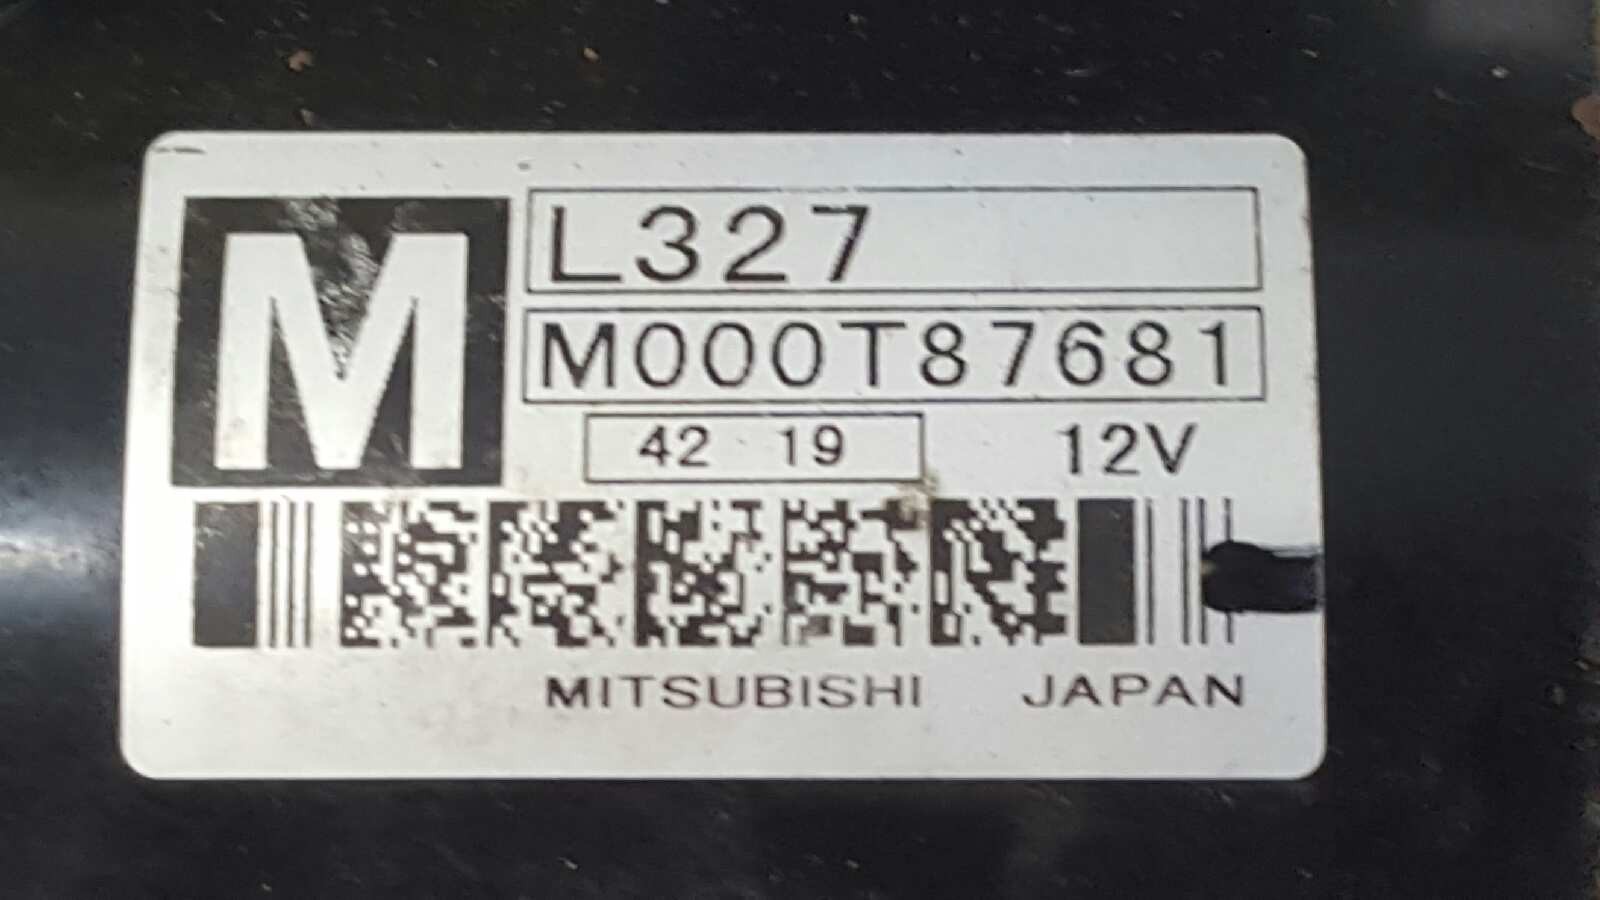 M
L327
M000T87681
42 19 12V
MITSUBISHI JAPAN